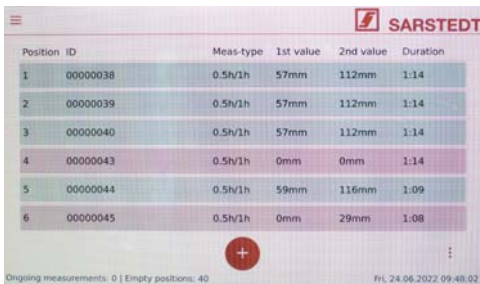 SARSTEDT
Position ID Meas-type 1st value 2nd value Duration
1 00000038 0.5h/1h 57mm 112mm 1:14
2 00000039 0.5h/1h 57mm 112mm 1:14
3 00000040 0.5h/1h 57mm 112mm 1:14
4 00000043 0.5h/1h 0mm 0mm 1:14
5 00000044 0.5h/1h 59mm 116mm 1:09
6 00000045 0.5h/1h 0mm 29mm 1:08
+
Ongoing measurements: 0 | Empty positions: 40 Fri, 24.06.2022 09:48:02